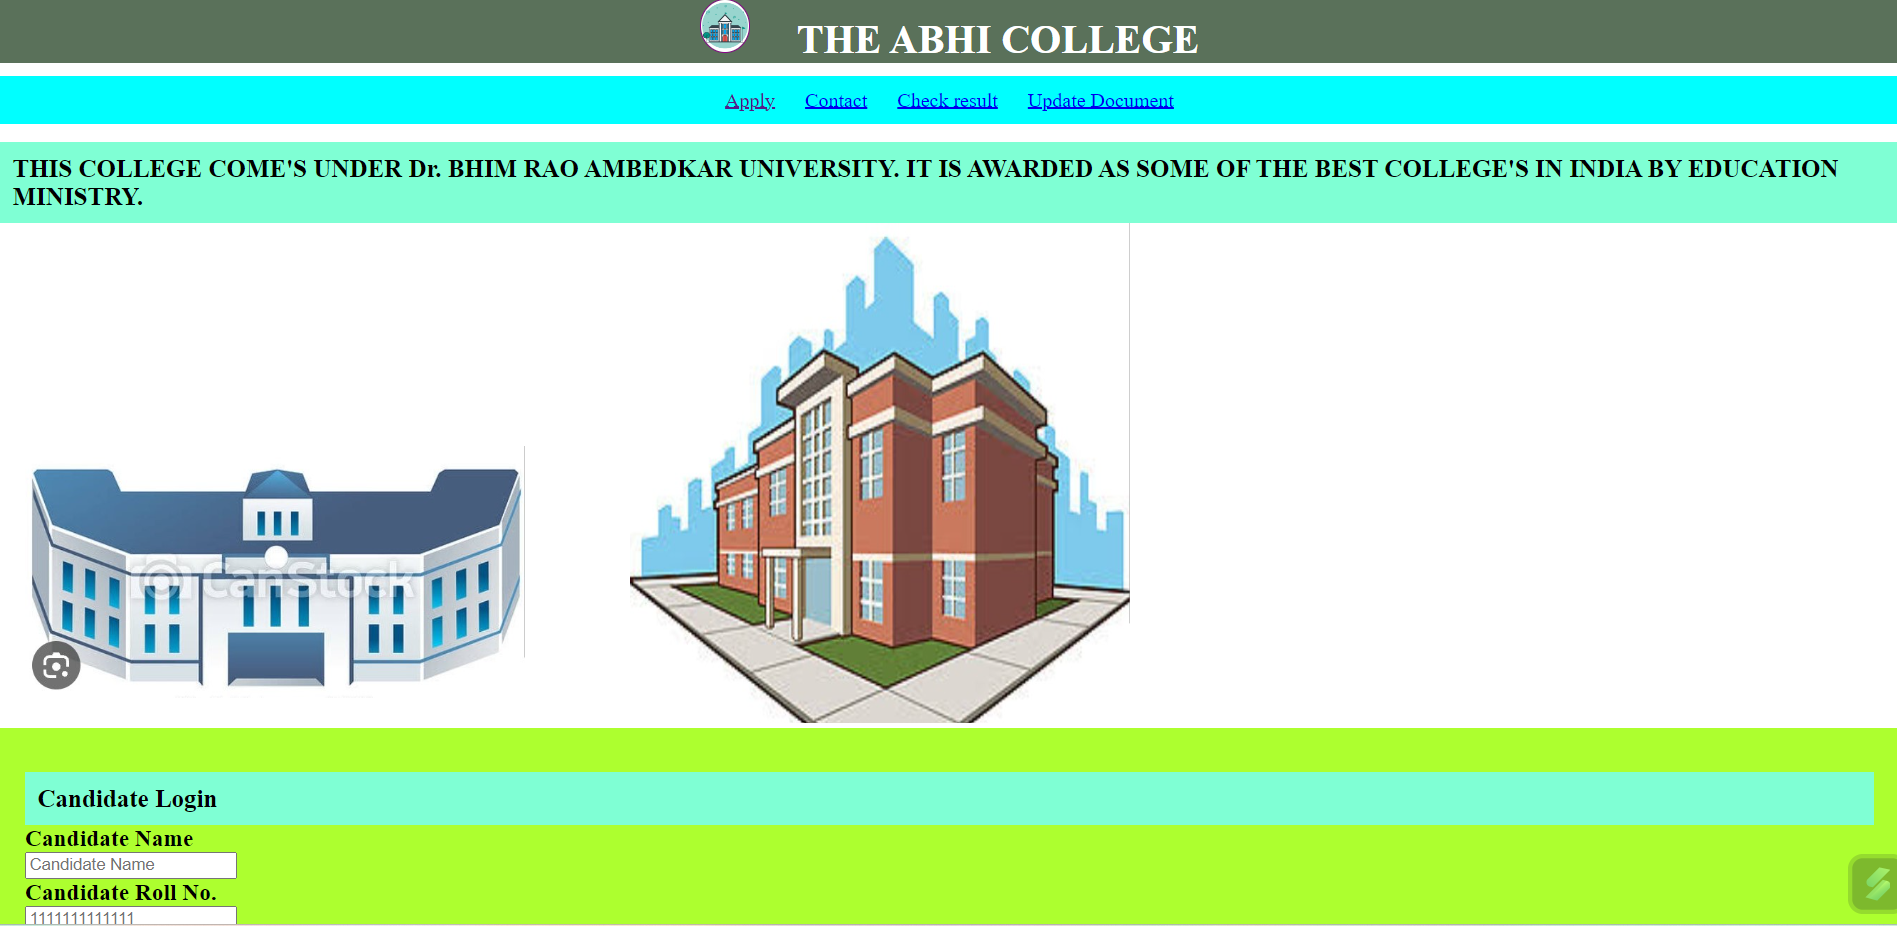 THE ABHI COLLEGE
Apply Contact Check result Update Document
THIS COLLEGE COME'S UNDER Dr. BHIM RAO AMBEDKAR UNIVERSITY. IT IS AWARDED AS SOME OF THE BEST COLLEGE'S IN INDIA BY EDUCATION
MINISTRY.
CanStock
Candidate Login
Candidate Name
Candidate Name
Candidate Roll No.
1111111111111